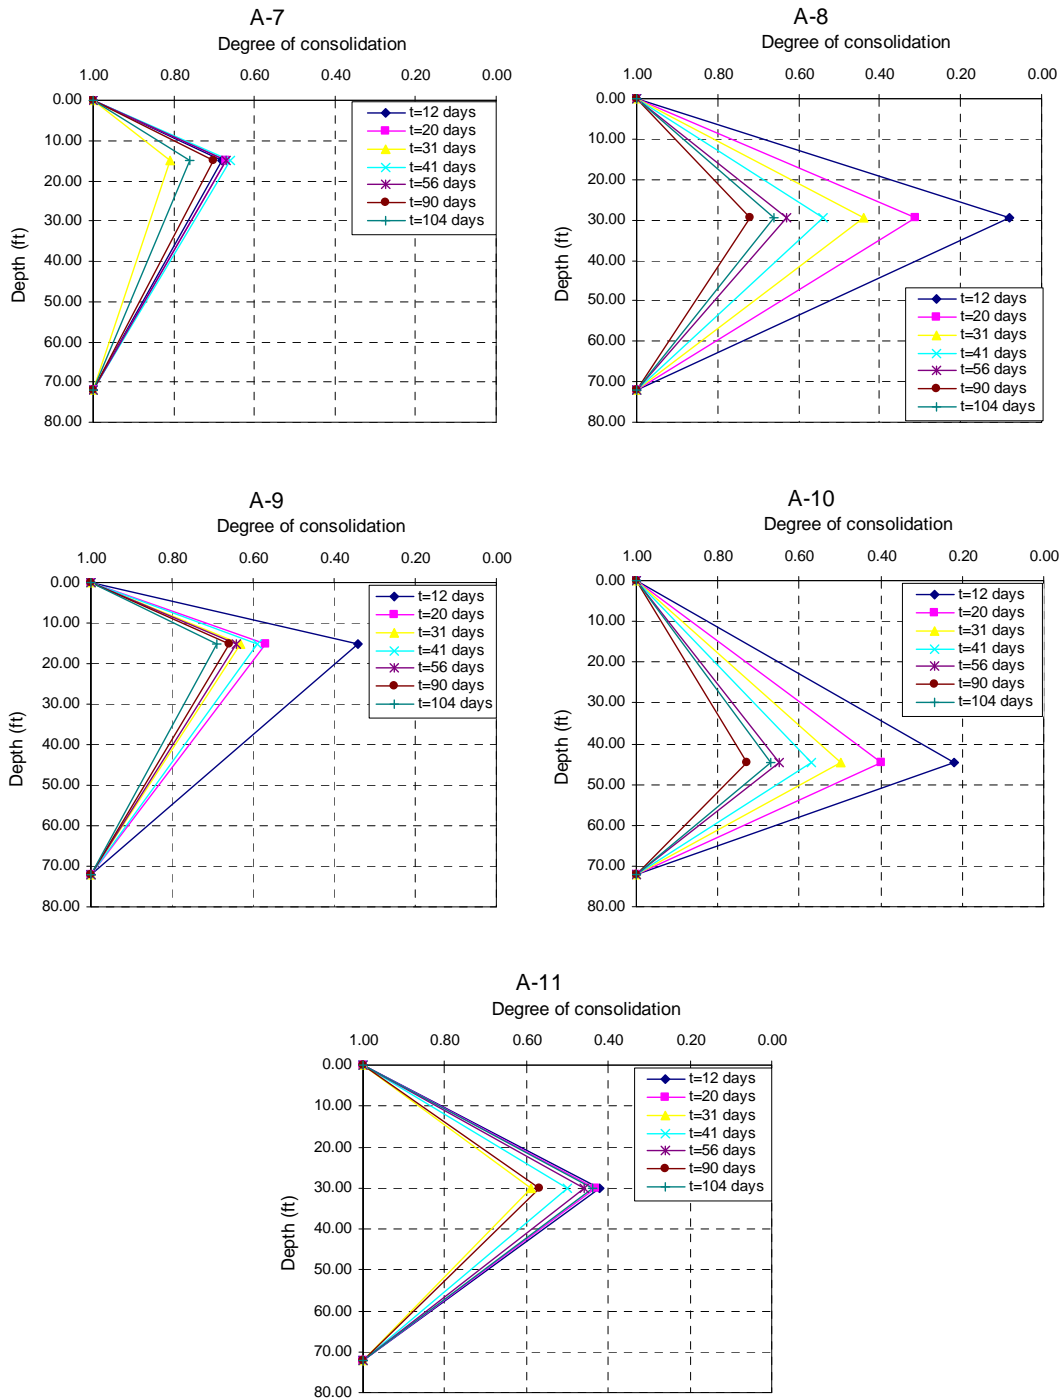 A-7
Degree of consolidation
1.00 0.80 0.60 0.40 0.20 0.00
0.00
10.00
20.00
30.00
40.00
50.00
60.00
70.00
80.00
Depth (ft)
t=12 days
t=20 days
t=31 days
t=41 days
t=56 days
t=90 days
t=104 days
A-8
Degree of consolidation
1.00 0.80 0.60 0.40 0.20 0.00
0.00
10.00
20.00
30.00
40.00
50.00
60.00
70.00
80.00
Depth (ft)
t=12 days
t=20 days
t=31 days
t=41 days
t=56 days
t=90 days
t=104 days
A-9
Degree of consolidation
1.00 0.80 0.60 0.40 0.20 0.00
0.00
10.00
20.00
30.00
40.00
50.00
60.00
70.00
80.00
Depth (ft)
t=12 days
t=20 days
t=31 days
t=41 days
t=56 days
t=90 days
t=104 days
A-10
Degree of consolidation
1.00 0.80 0.60 0.40 0.20 0.00
0.00
10.00
20.00
30.00
40.00
50.00
60.00
70.00
80.00
Depth (ft)
t=12 days
t=20 days
t=31 days
t=41 days
t=56 days
t=90 days
t=104 days
A-11
Degree of consolidation
1.00 0.80 0.60 0.40 0.20 0.00
0.00
10.00
20.00
30.00
40.00
50.00
60.00
70.00
80.00
Depth (ft)
t=12 days
t=20 days
t=31 days
t=41 days
t=56 days
t=90 days
t=104 days